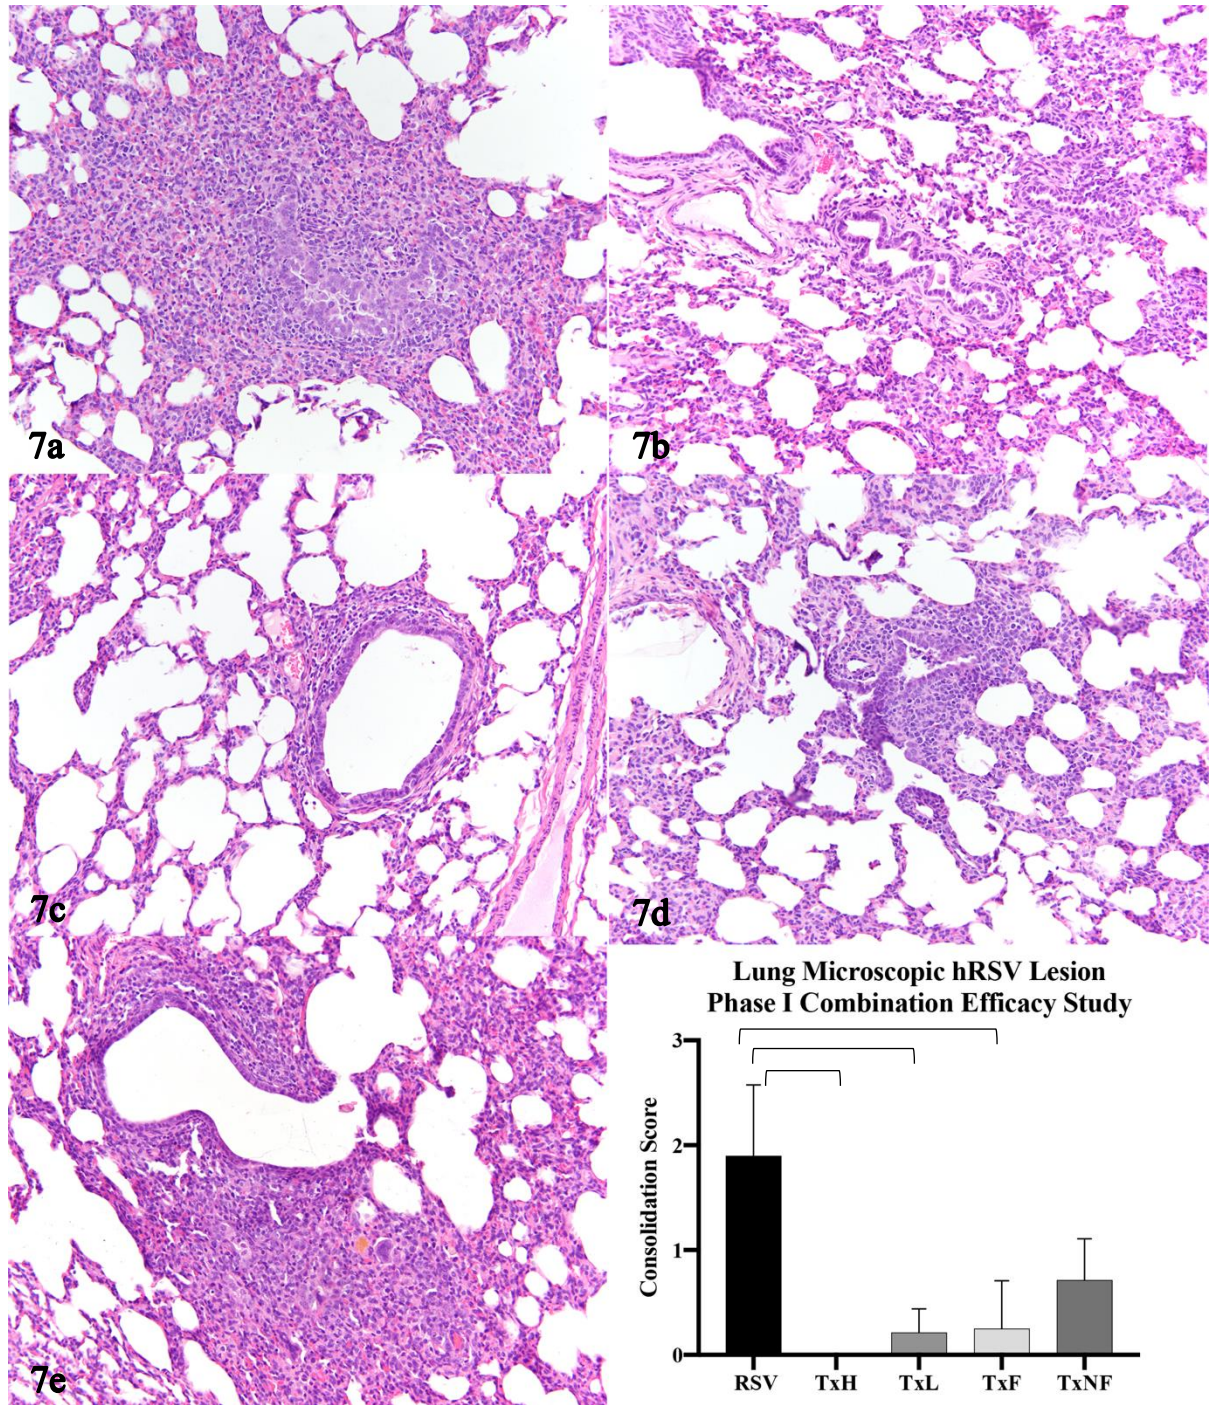 7a
7b
7c
7d
7e
Lung Microscopic hRSV Lesion
Phase I Combination Efficacy Study
Consolidation Score
3
2
1
0
RSV TxH TxL TxF TxNF